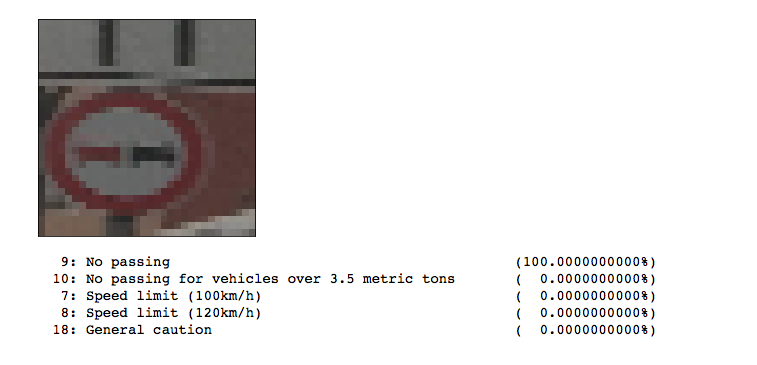 9: No passing (100.0000000000%)
10: No passing for vehicles over 3.5 metric tons ( 0.0000000000%)
7: Speed limit (100km/h) ( 0.0000000000%)
8: Speed limit (120km/h) ( 0.0000000000%)
18: General caution ( 0.0000000000%)